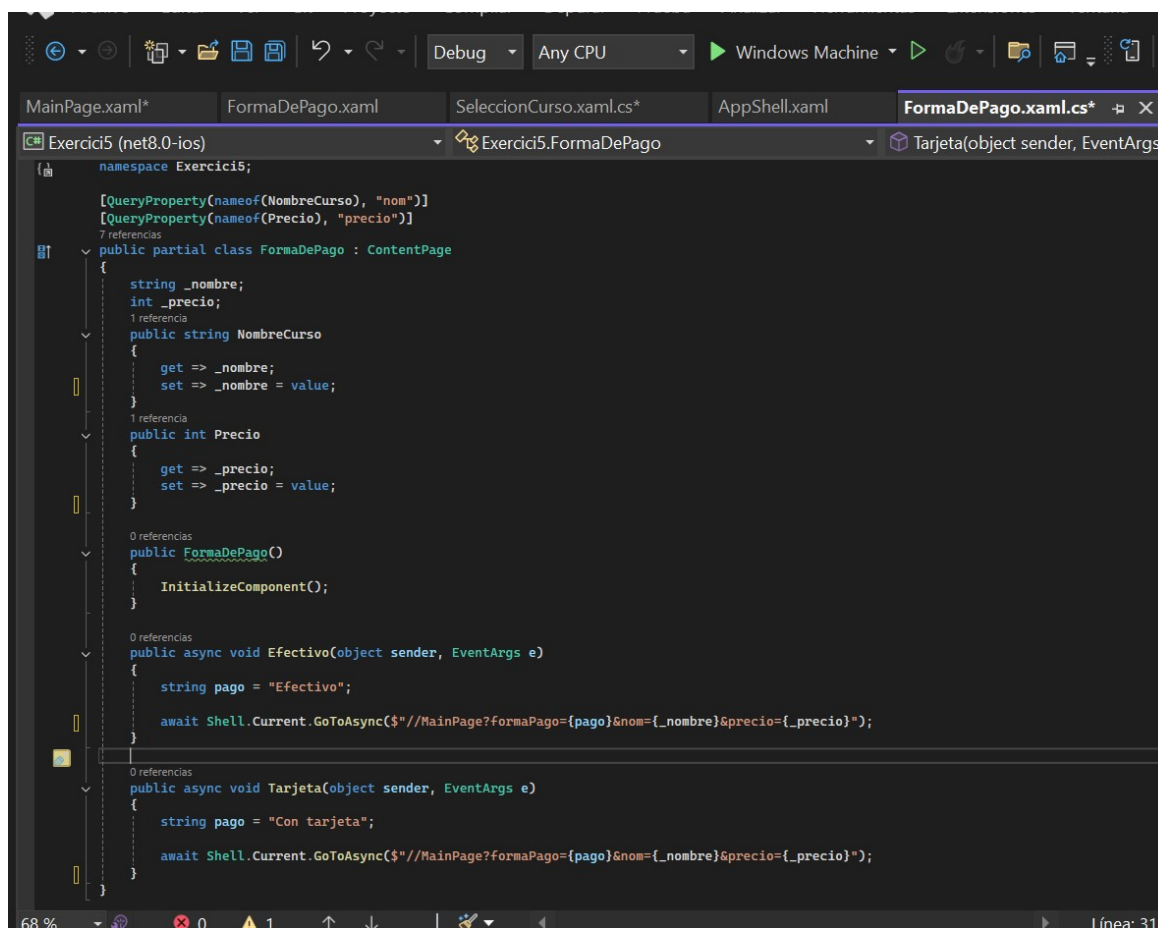 Debug
Any CPU
Windows Machine
MainPage.xaml*
FormaDePago.xaml
SeleccionCurso.xaml.cs*
AppShell.xaml
FormaDePago.xaml.cs*
C# Exercici5 (net8.0-ios)
Exercici5.FormaDePago
Tarjeta(object sender, EventArgs
namespace Exercici5;
[QueryProperty(nameof(NombreCurso), "nom")]
[QueryProperty(nameof(Precio), "precio")]
7 referencias
public partial class FormaDePago : ContentPage
{
string _nombre;
int _precio;
1 referencia
public string NombreCurso
{
get => _nombre;
set => _nombre = value;
}
1 referencia
public int Precio
{
get => _precio;
set => _precio = value;
}
0 referencias
public FormaDePago()
{
InitializeComponent();
}
0 referencias
public async void Efectivo(object sender, EventArgs e)
{
string pago = "Efectivo";
await Shell.Current.GoToAsync($"//MainPage?formaPago={pago}&nom={_nombre}&precio={_precio}");
}
0 referencias
public async void Tarjeta(object sender, EventArgs e)
{
string pago = "Con tarjeta";
await Shell.Current.GoToAsync($"//MainPage?formaPago={pago}&nom={_nombre}&precio={_precio}");
}
}
68 %
0
1
Línea: 31